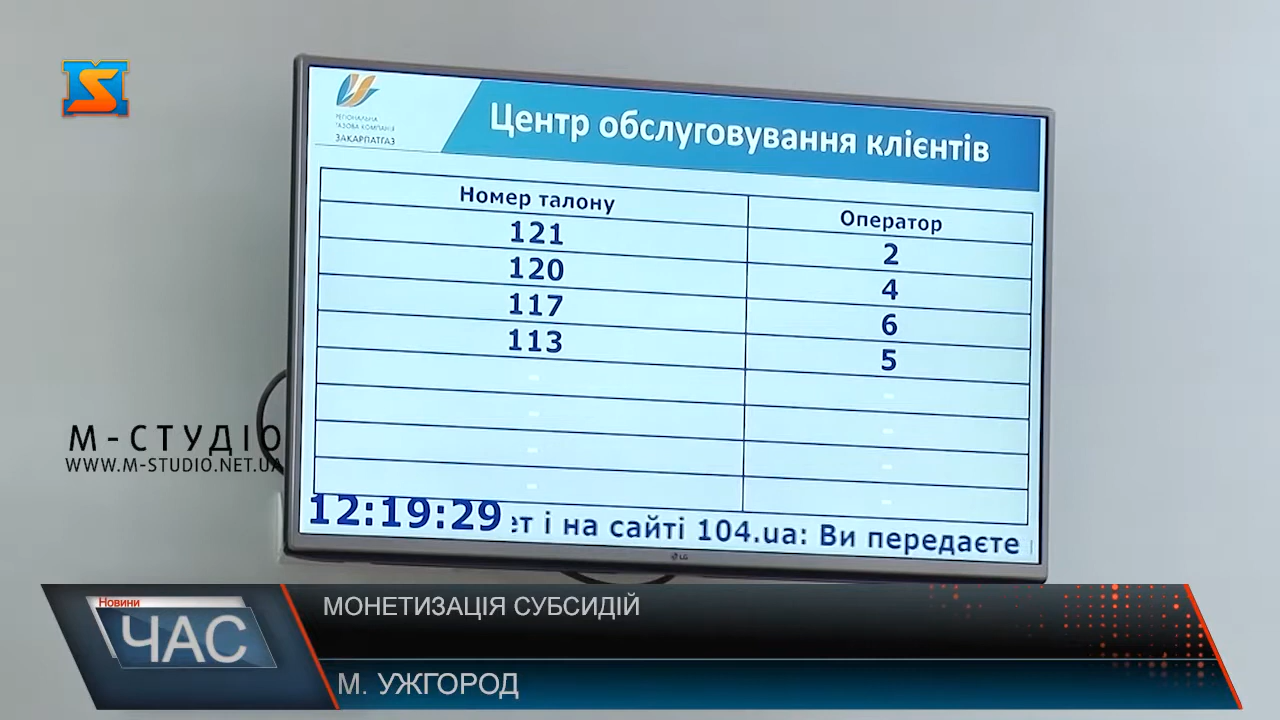 РЕГІОНАЛЬНА
ГАЗОВА КОМПАНІЯ
ЗАКАРПАТГАЗ
Центр обслуговування клієнтів
Номер талону Оператор
121 2
120 4
117 6
113 5
12:19:29 ет і на сайті 104.ua: Ви передаєте
LG
М-СТУДІО
WWW.M-STUDIO.NET.UA
Новини
ЧАС
МОНЕТИЗАЦІЯ СУБСИДІЙ
М. УЖГОРОД